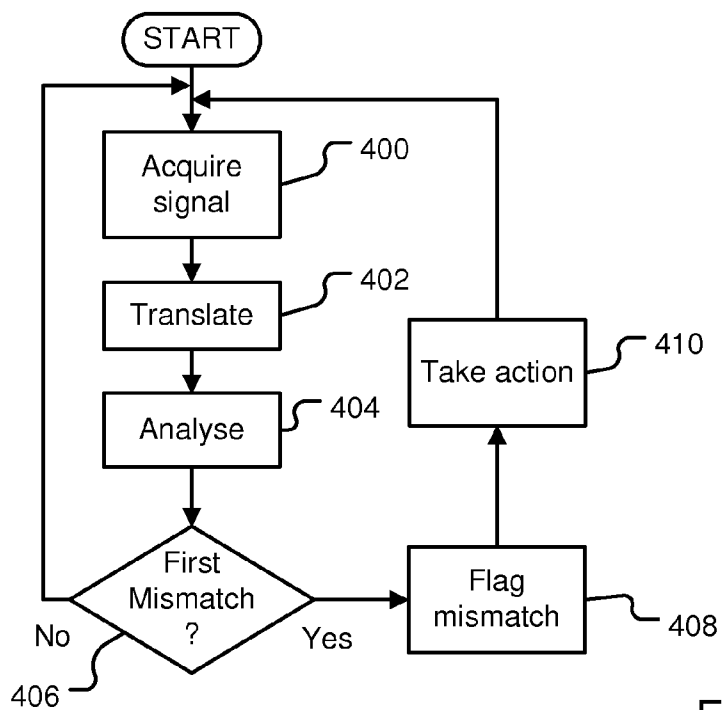 START
Acquire
signal
400
Translate
402
Analyse
404
First
Mismatch
?
No
Yes
406
Flag
mismatch
408
Take action
410